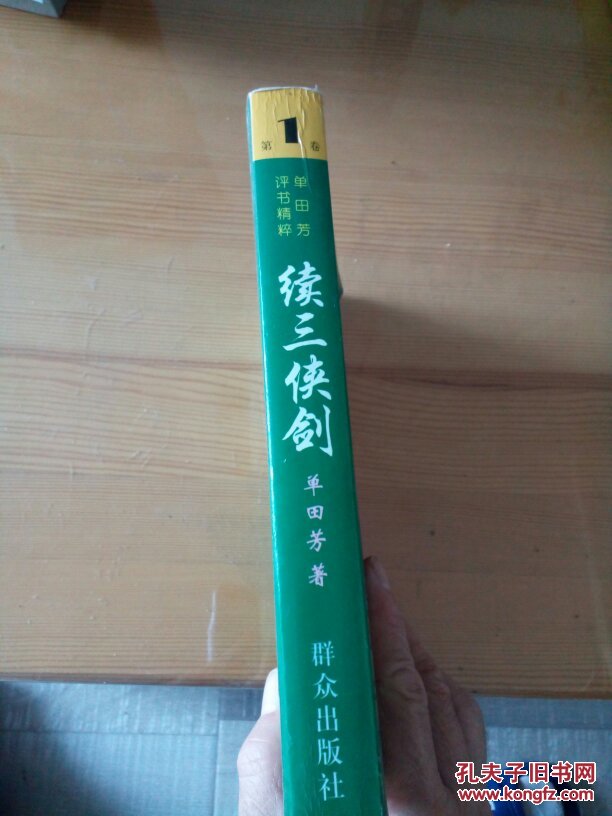 第1卷
单田芳
评书精粹
续三侠剑
单田芳著
群众出版社
孔夫子旧书网
www.kongfz.com